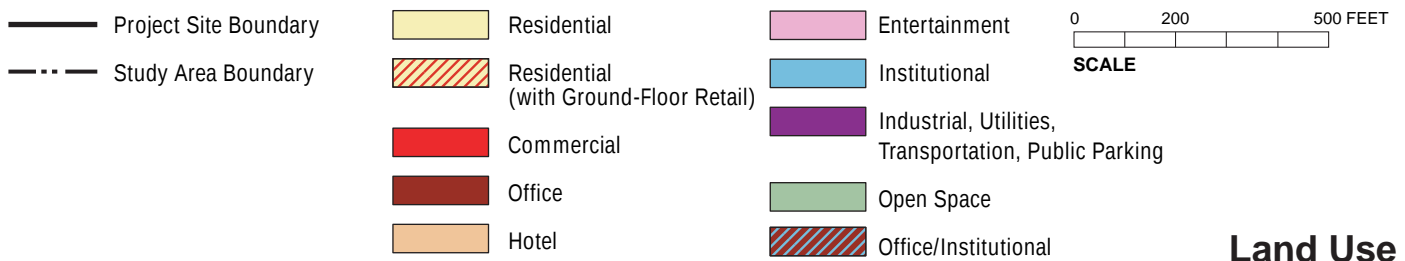 Project Site Boundary
Study Area Boundary
Residential
Residential
(with Ground-Floor Retail)
Commercial
Office
Hotel
Entertainment
Institutional
Industrial, Utilities,
Transportation, Public Parking
Open Space
Office/Institutional
0 200 500 FEET
SCALE
Land Use